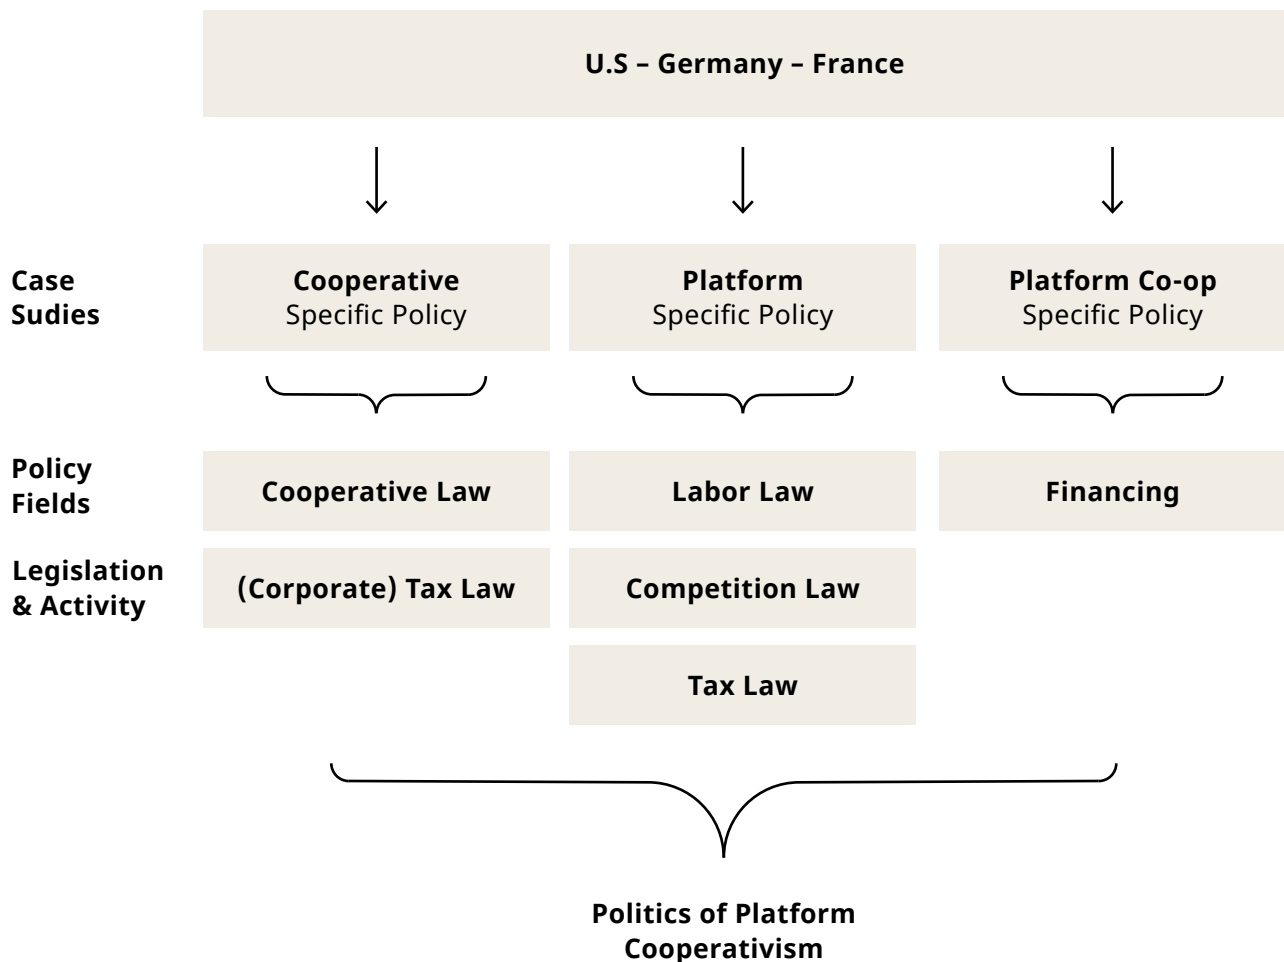 U.S – Germany – France
Case
Sudies
Cooperative
Specific Policy
Platform
Specific Policy
Platform Co-op
Specific Policy
Policy
Fields
Cooperative Law
Labor Law
Financing
Legislation
& Activity
(Corporate) Tax Law
Competition Law
Tax Law
Politics of Platform
Cooperativism